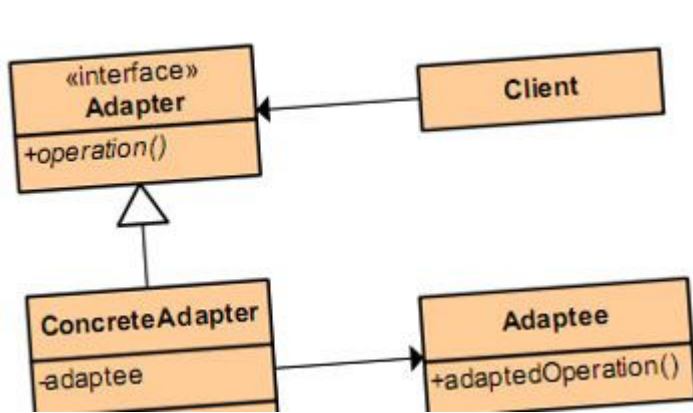 «interface»
Adapter
+operation()
Client
ConcreteAdapter
-adaptee
Adaptee
+adaptedOperation()